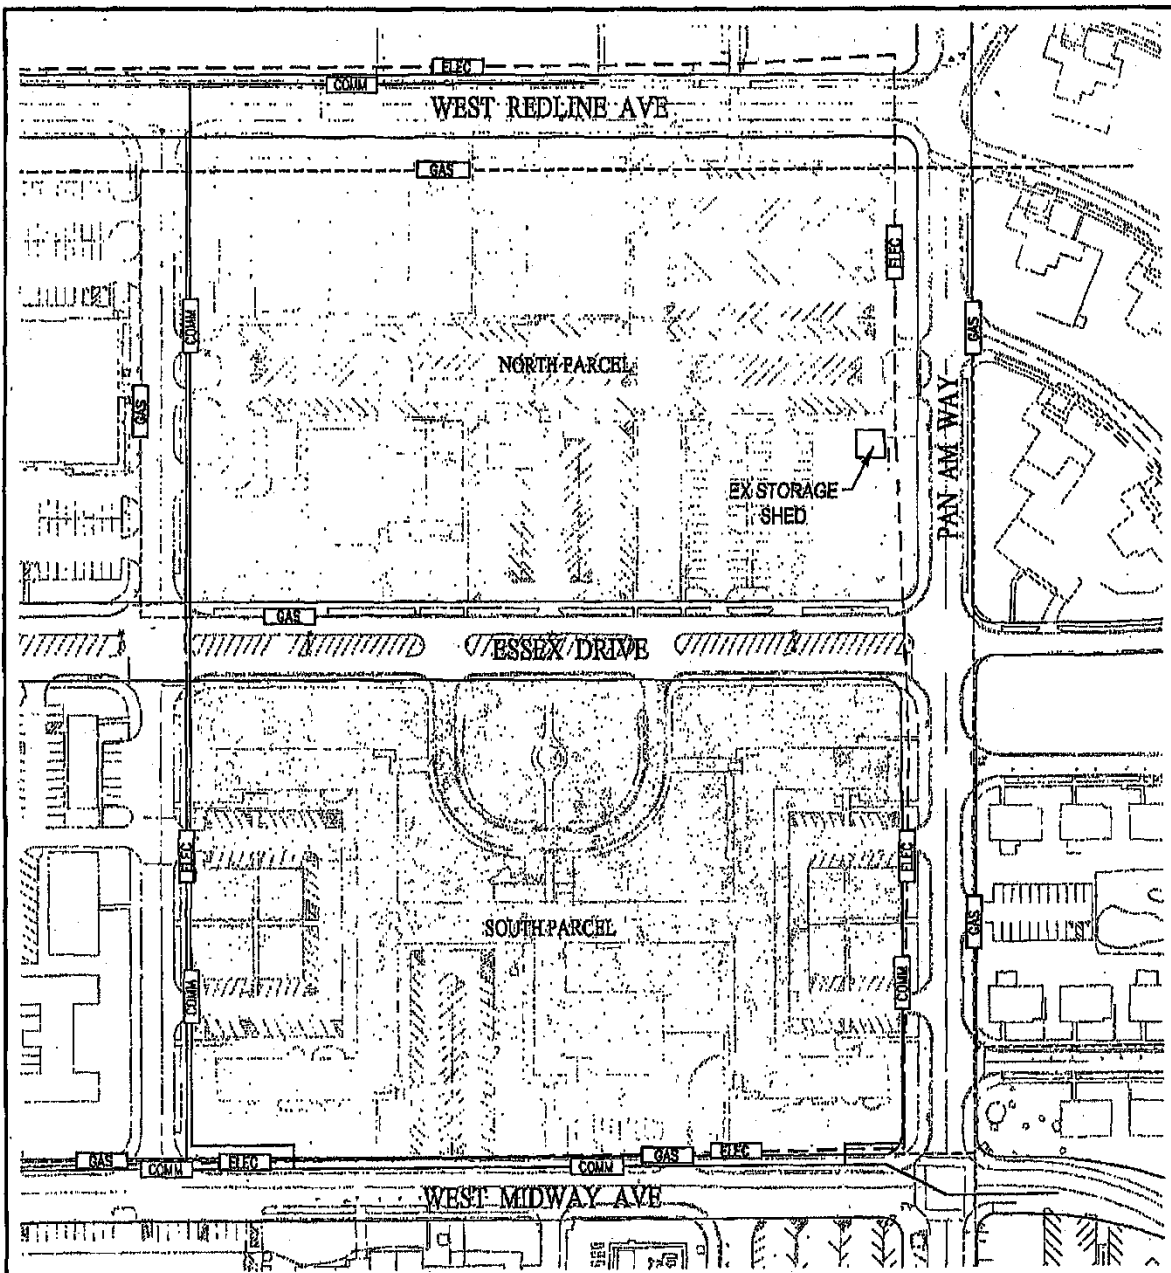 ELEC
COMM
WEST REDLINE AVE
GAS
ELEC
COMM
GAS
NORTH PARCEL
GAS
PAN AM WAY
EX STORAGE
SHED
GAS
ESSEX DRIVE
ELEC
ELEC
SOUTH PARCEL
GAS
COMM
COMM
GAS
COMM
ELEC
COMM
GAS
ELEC
WEST MIDWAY AVE